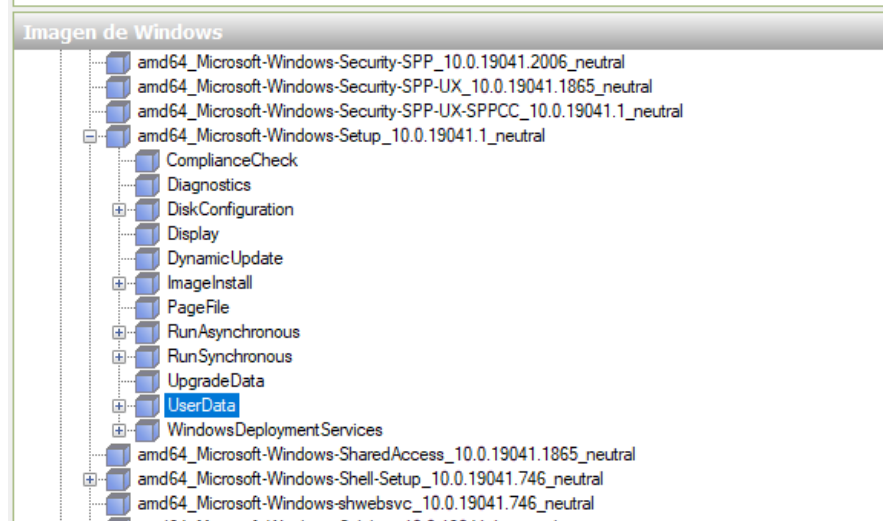 Imagen de Windows
amd64_Microsoft-Windows-Security-SPP_10.0.19041.2006_neutral
amd64_Microsoft-Windows-Security-SPP-UX_10.0.19041.1865_neutral
amd64_Microsoft-Windows-Security-SPP-UX-SPPCC_10.0.19041.1_neutral
amd64_Microsoft-Windows-Setup_10.0.19041.1_neutral
ComplianceCheck
Diagnostics
DiskConfiguration
Display
DynamicUpdate
ImageInstall
PageFile
RunAsynchronous
RunSynchronous
UpgradeData
UserData
WindowsDeploymentServices
amd64_Microsoft-Windows-SharedAccess_10.0.19041.1865_neutral
amd64_Microsoft-Windows-Shell-Setup_10.0.19041.746_neutral
amd64_Microsoft-Windows-shwebsvc_10.0.19041.746_neutral